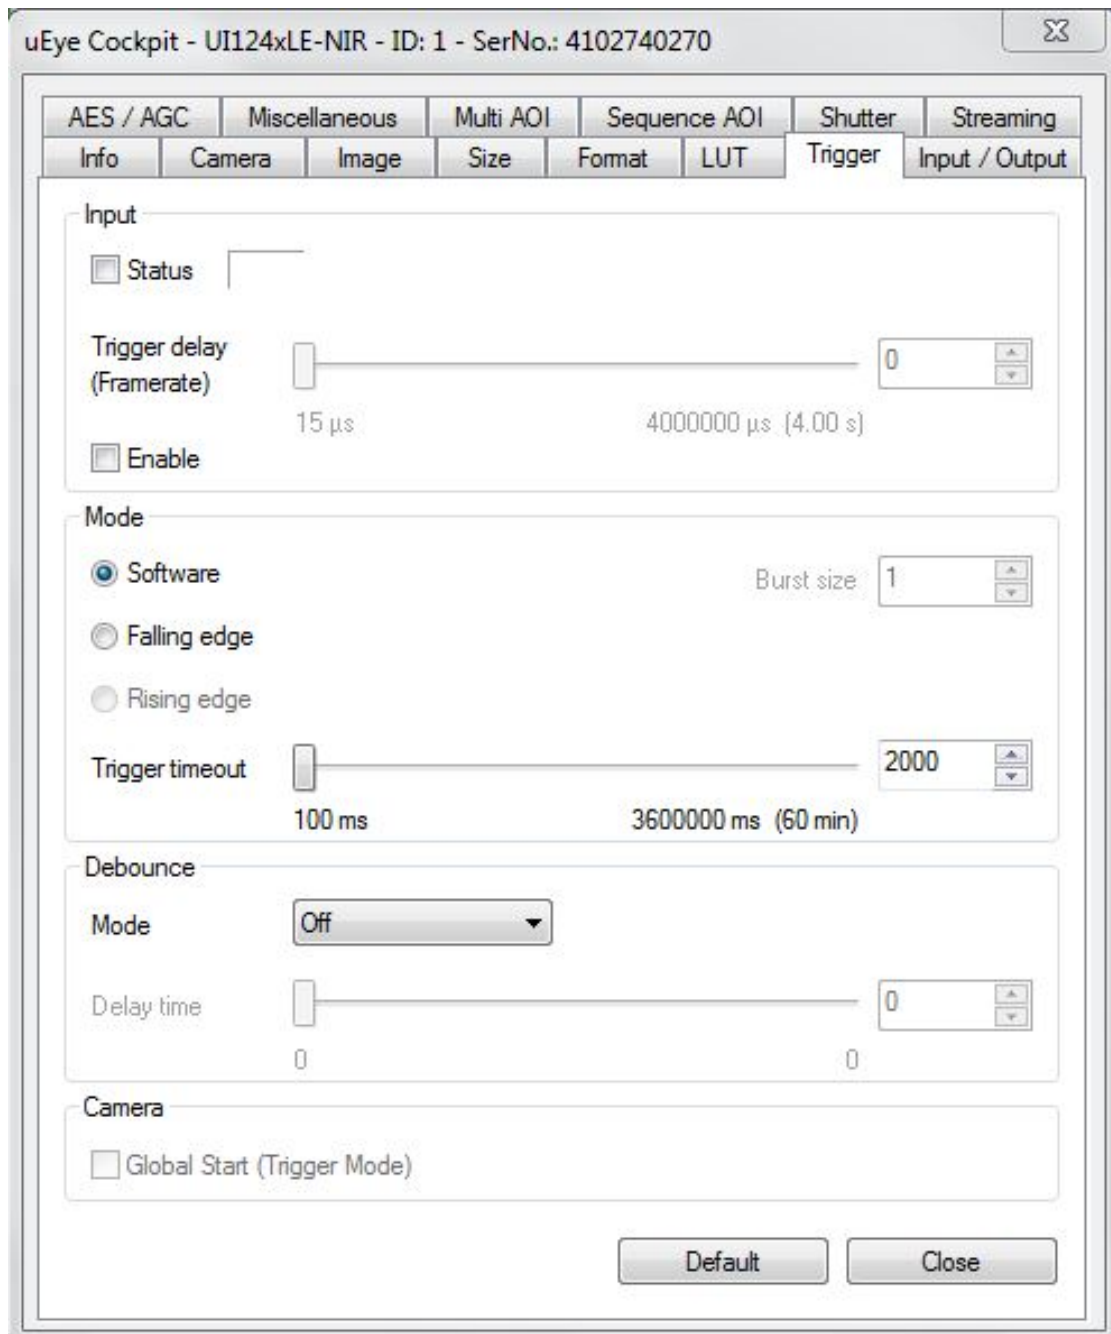 uEye Cockpit - UI124xLE-NIR - ID: 1 - SerNo.: 4102740270
AES / AGC Miscellaneous Multi AOI Sequence AOI Shutter Streaming
Info Camera Image Size Format LUT Trigger Input / Output
Input
Status
Trigger delay
(Framerate)
0
15 µs 4000000 µs (4.00 s)
Enable
Mode
Software Burst size 1
Falling edge
Rising edge
Trigger timeout 2000
100 ms 3600000 ms (60 min)
Debounce
Mode Off
Delay time 0
0 0
Camera
Global Start (Trigger Mode)
Default Close